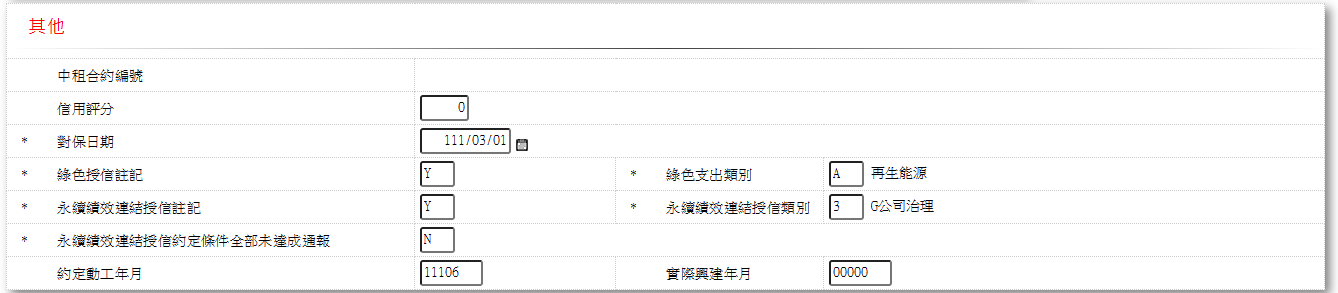 其他
中租合約編號
信用評分 0
* 對保日期 111/03/01
* 綠色授信註記 Y * 綠色支出類別 A 再生能源
* 永續績效連結授信註記 Y * 永續績效連結授信類別 3 G公司治理
* 永續績效連結授信約定條件全部未達成通報 N
約定動工年月 11106 實際興建年月 00000